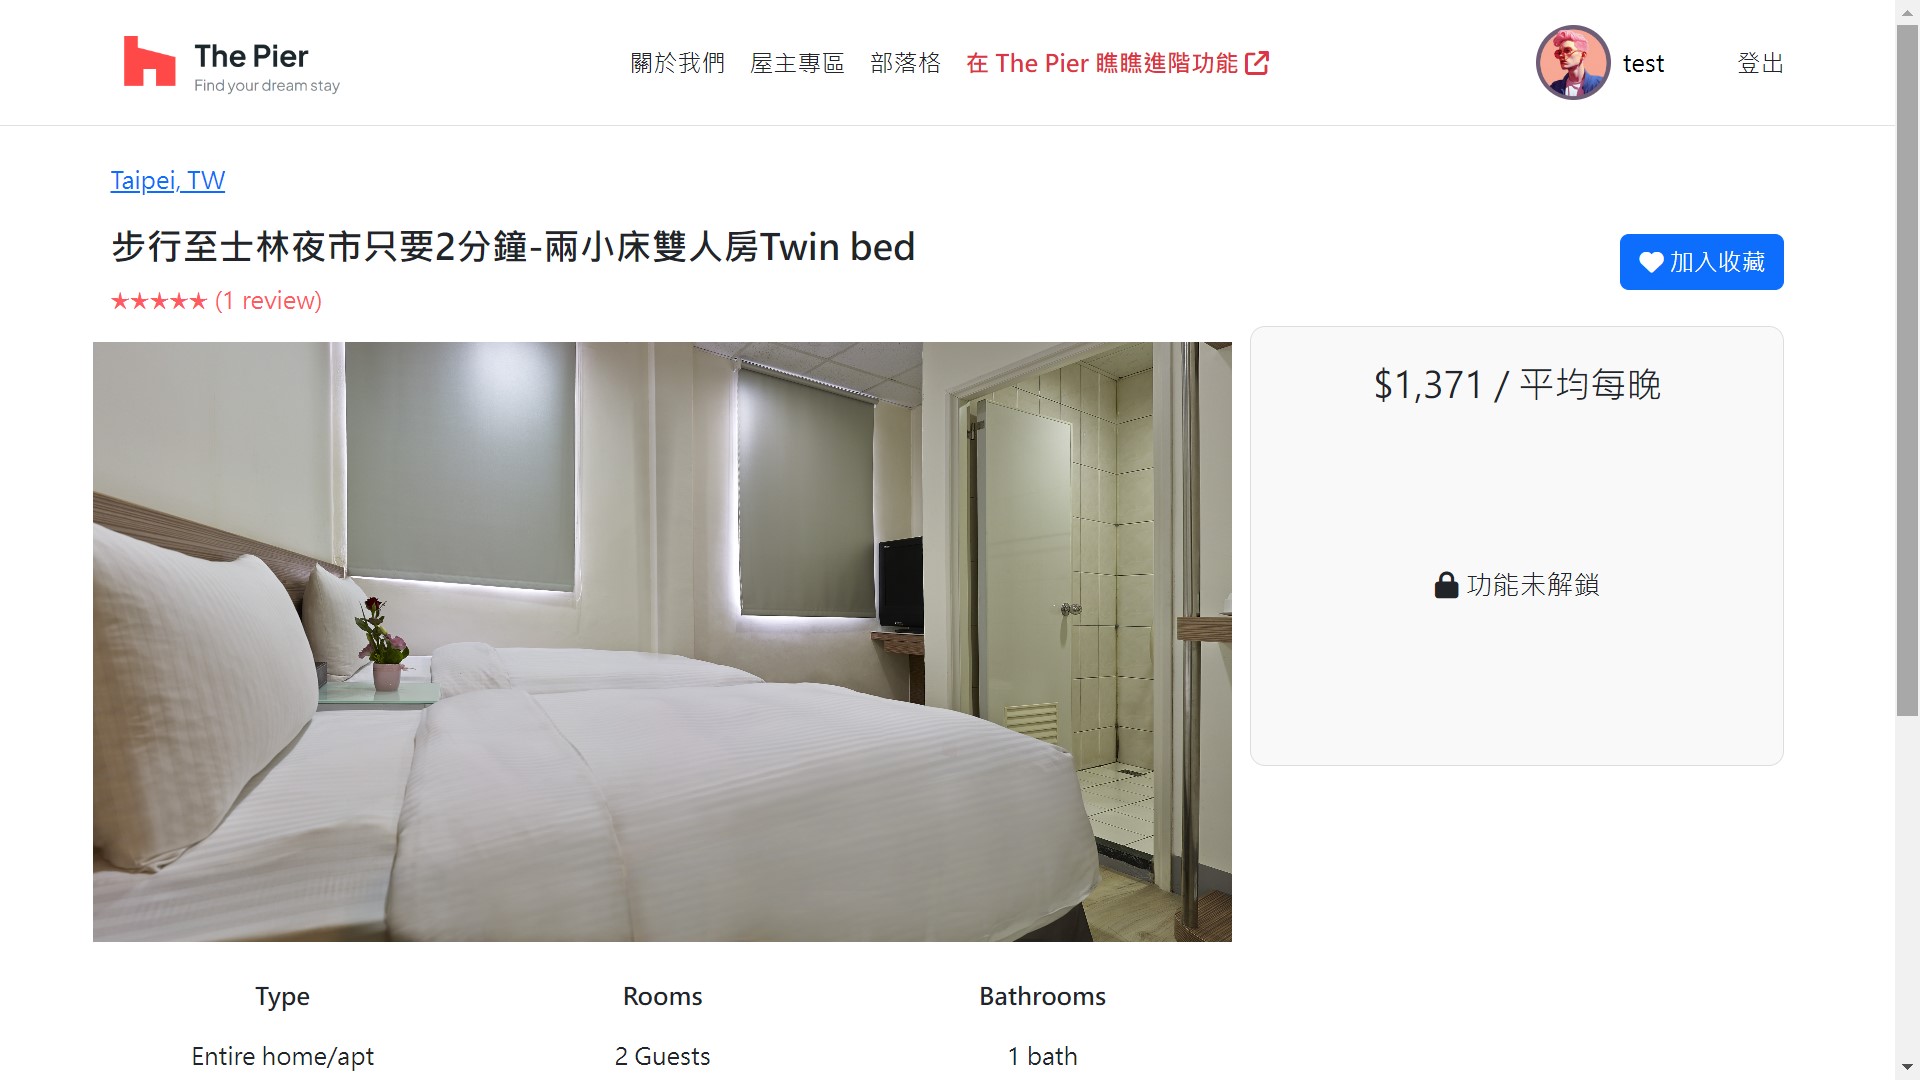 The Pier
Find your dream stay
關於我們 屋主專區 部落格 在 The Pier 瞧瞧進階功能
test
登出
Taipei, TW
步行至士林夜市只要2分鐘-兩小床雙人房Twin bed
加入收藏
★★★★★ (1 review)
$1,371 / 平均每晚
功能未解鎖
Type
Rooms
Bathrooms
Entire home/apt
2 Guests
1 bath